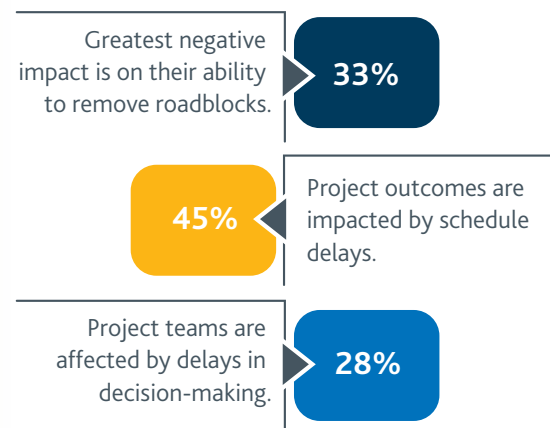 Greatest negative
impact is on their ability
to remove roadblocks.
33%
45%
Project outcomes are
impacted by schedule
delays.
Project teams are
affected by delays in
decision-making.
28%